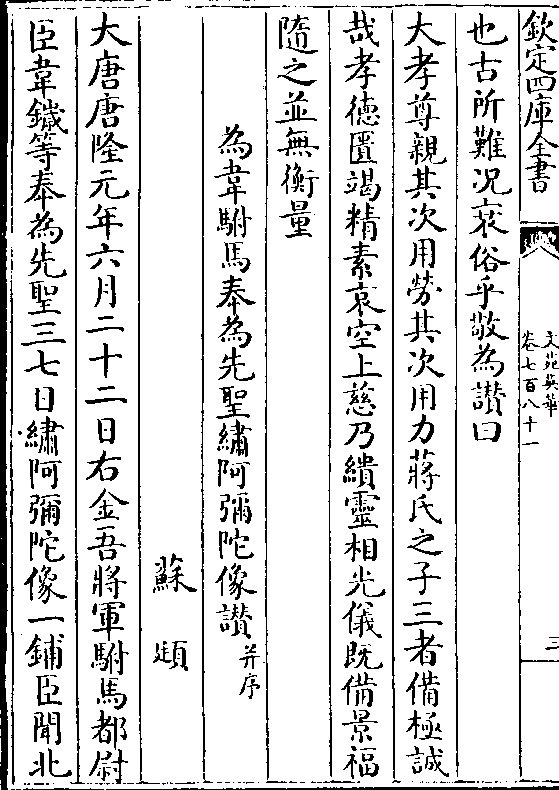 欽定四庫全書
文苑英華
卷七百八十一
三
也古所難况哀俗乎敬為讃曰
大孝尊親其次用勞其次用力蔣氏之子三者備極誠
哉孝德匱竭精素哀空上慈乃繢靈相光儀既備景福
隨之並無衡量
為韋駙馬奉為先聖繡阿彌陀像讃并序
蘇頲
大唐唐隆元年六月二十二日右金吾將軍駙馬都尉
臣韋鐵等奉為先聖三七日繡阿彌陀像一鋪臣聞北